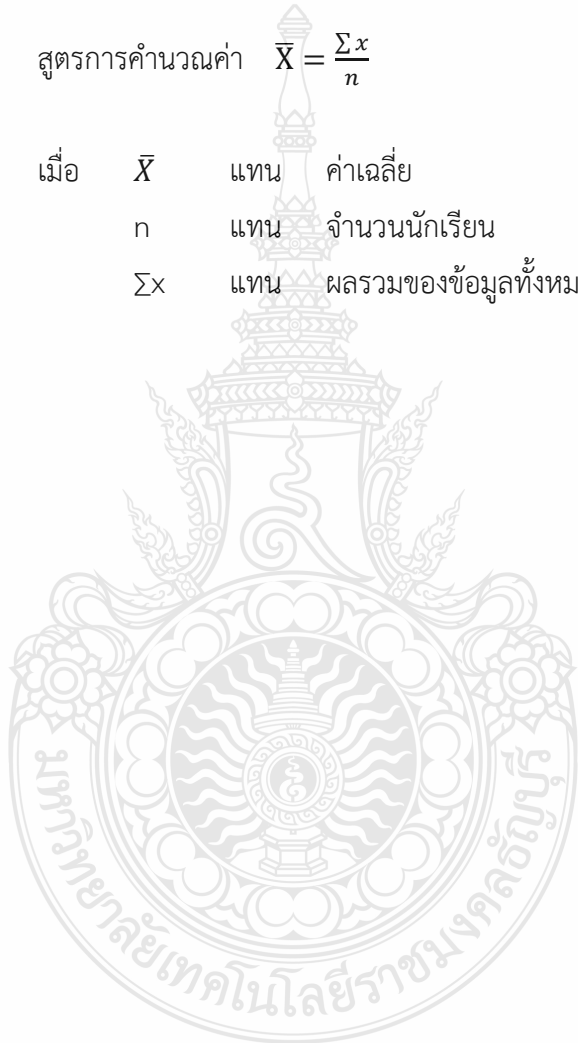 สูตรการคำนวณค่า X̅ = ∑x/n
เมื่อ X̅ แทน ค่าเฉลี่ย
n แทน จำนวนนักเรียน
∑x แทน ผลรวมของข้อมูลทั้งหม
มหาวิทยาลัยเทคโนโลยีราชมงคลธัญบุรี